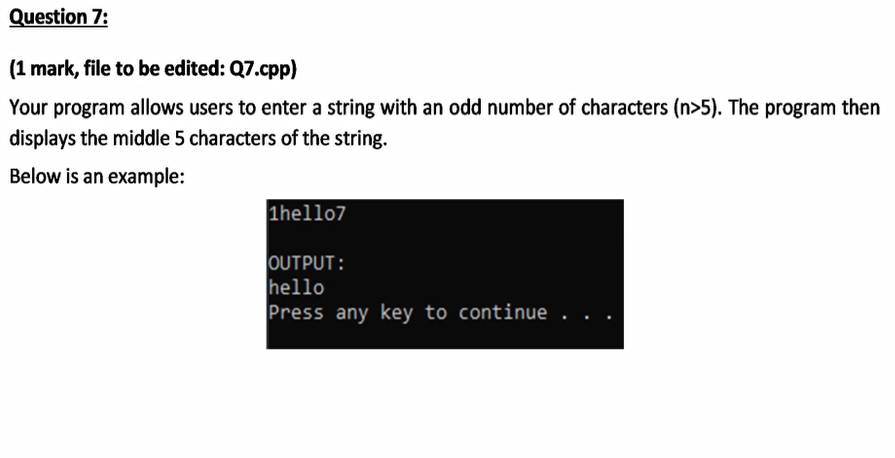 Question 7:
(1 mark, file to be edited: Q7.cpp)
Your program allows users to enter a string with an odd number of characters (n>5). The program then
displays the middle 5 characters of the string.
Below is an example:
1hello7
OUTPUT:
hello
Press any key to continue . . .